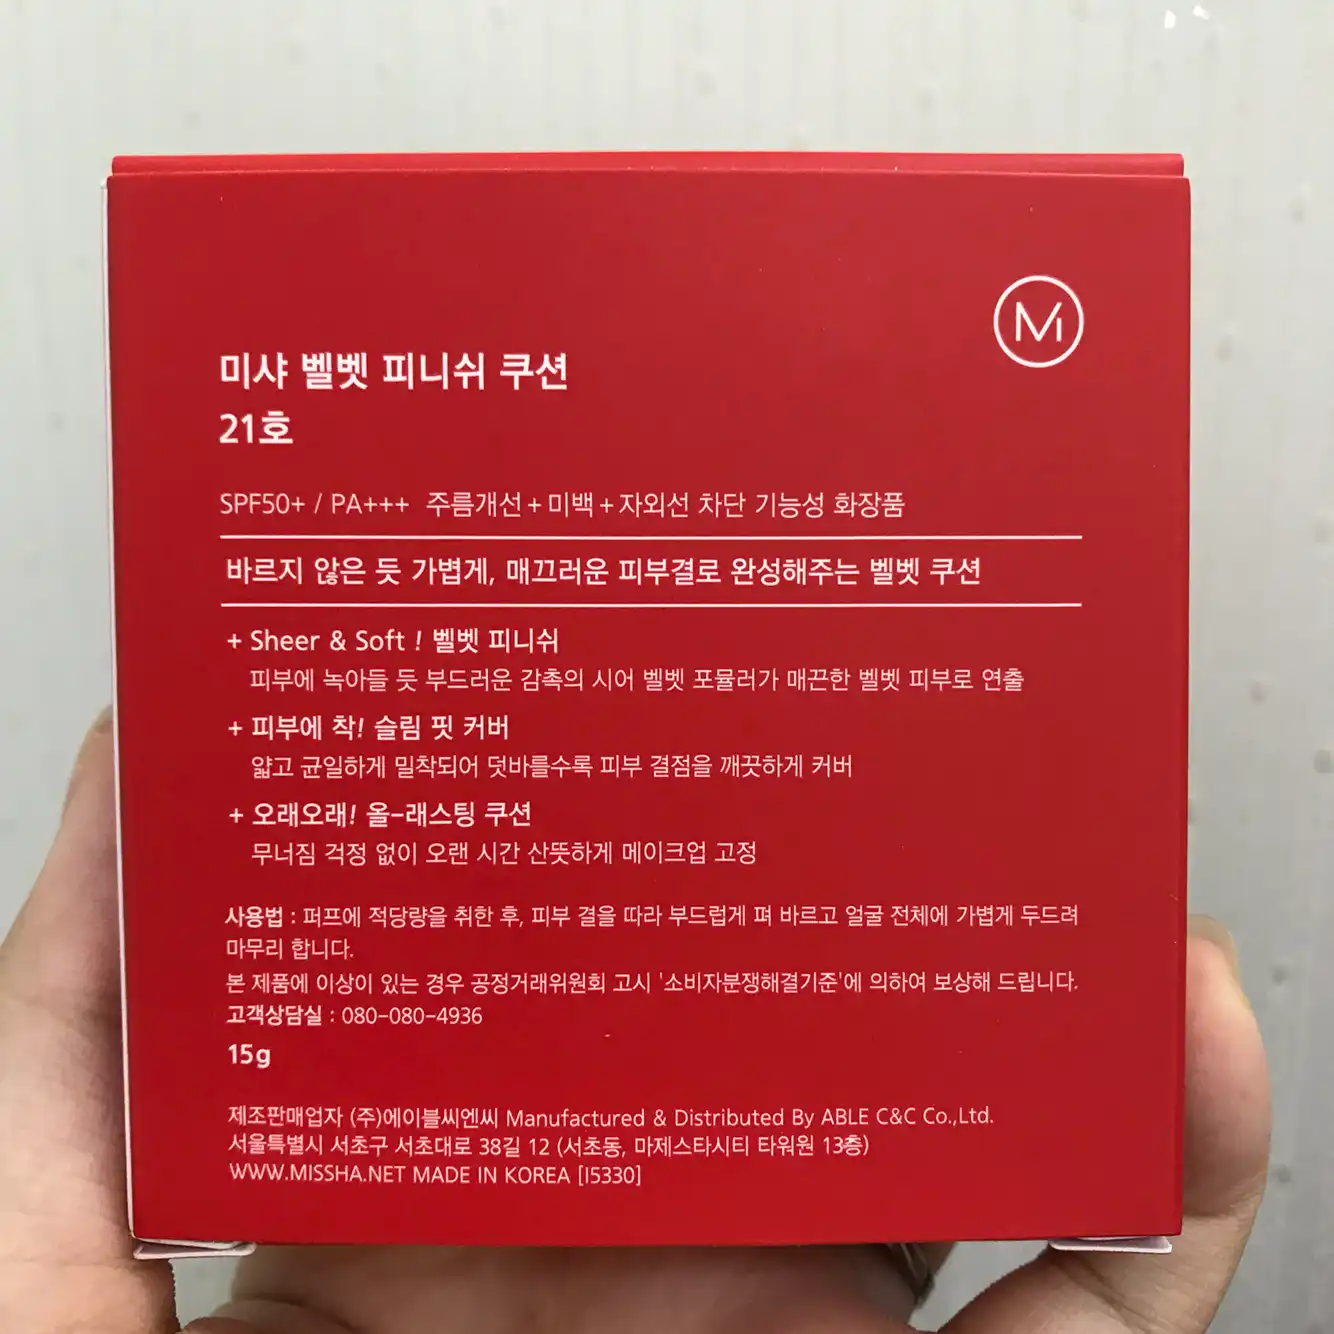 M
미샤 벨벳 피니쉬 쿠션
21호
SPF50+ / PA+++ 주름개선+미백+자외선 차단 기능성 화장품
바르지 않은 듯 가볍게, 매끄러운 피부결로 완성해주는 벨벳 쿠션
+ Sheer & Soft ! 벨벳 피니쉬
피부에 녹아들 듯 부드러운 감촉의 시어 벨벳 포뮬러가 매끈한 벨벳 피부로 연출
+ 피부에 착! 슬림 핏 커버
얇고 균일하게 밀착되어 덧바를수록 피부 결점을 깨끗하게 커버
+ 오래오래! 올-래스팅 쿠션
무너짐 걱정 없이 오랜 시간 산뜻하게 메이크업 고정
사용법 : 퍼프에 적당량을 취한 후, 피부 결을 따라 부드럽게 펴 바르고 얼굴 전체에 가볍게 두드려
마무리 합니다.
본 제품에 이상이 있는 경우 공정거래위원회 고시 '소비자분쟁해결기준'에 의하여 보상해 드립니다.
고객상담실 : 080-080-4936
15g
제조판매업자 (주)에이블씨엔씨 Manufactured & Distributed By ABLE C&C Co.,Ltd.
서울특별시 서초구 서초대로 38길 12 (서초동, 마제스타시티 타워원 13층)
WWW.MISSHA.NET MADE IN KOREA [I5330]